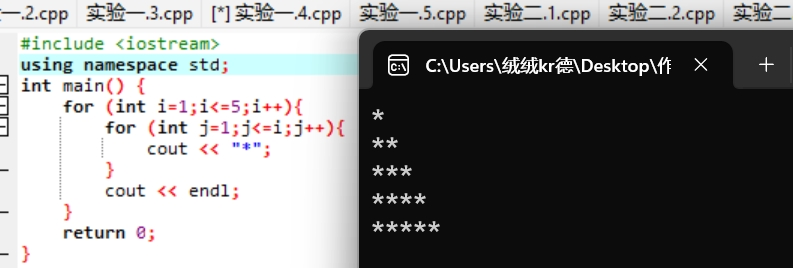 一.2.cpp 实验一.3.cpp [*] 实验一.4.cpp 实验一.5.cpp 实验二.1.cpp 实验二.2.cpp 实验二
#include <iostream>
using namespace std;
int main() {
for (int i=1;i<=5;i++){
for (int j=1;j<=i;j++){
cout << "*";
}
cout << endl;
}
return 0;
}
C:\Users\绒绒kr德\Desktop\作
*
**
***
****
*****